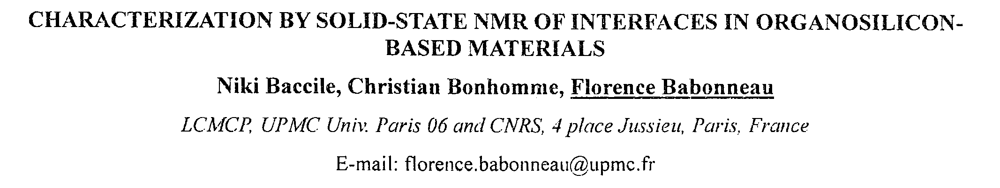 CHARACTERIZATION BY SOLID-STATE NMR OF INTERFACES IN ORGANOSILICON-
BASED MATERIALS
Niki Baccile, Christian Bonhomme, Florence Babonneau
LCMCP, UPMC Univ. Paris 06 and CNRS, 4 place Jussieu, Paris, France
E-mail: florence.babonneau@upmc.fr